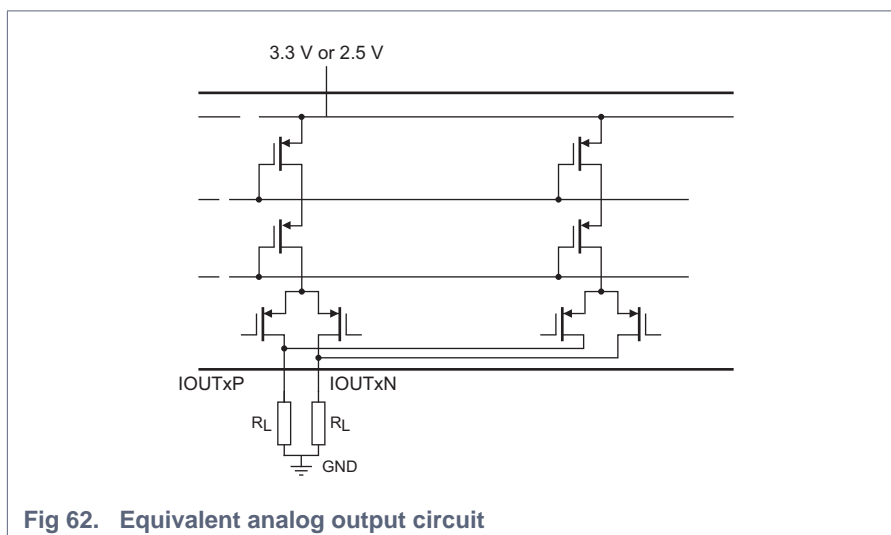 3.3 V or 2.5 V
IOUTxP IOUTxN
RL RL
GND
Fig 62. Equivalent analog output circuit